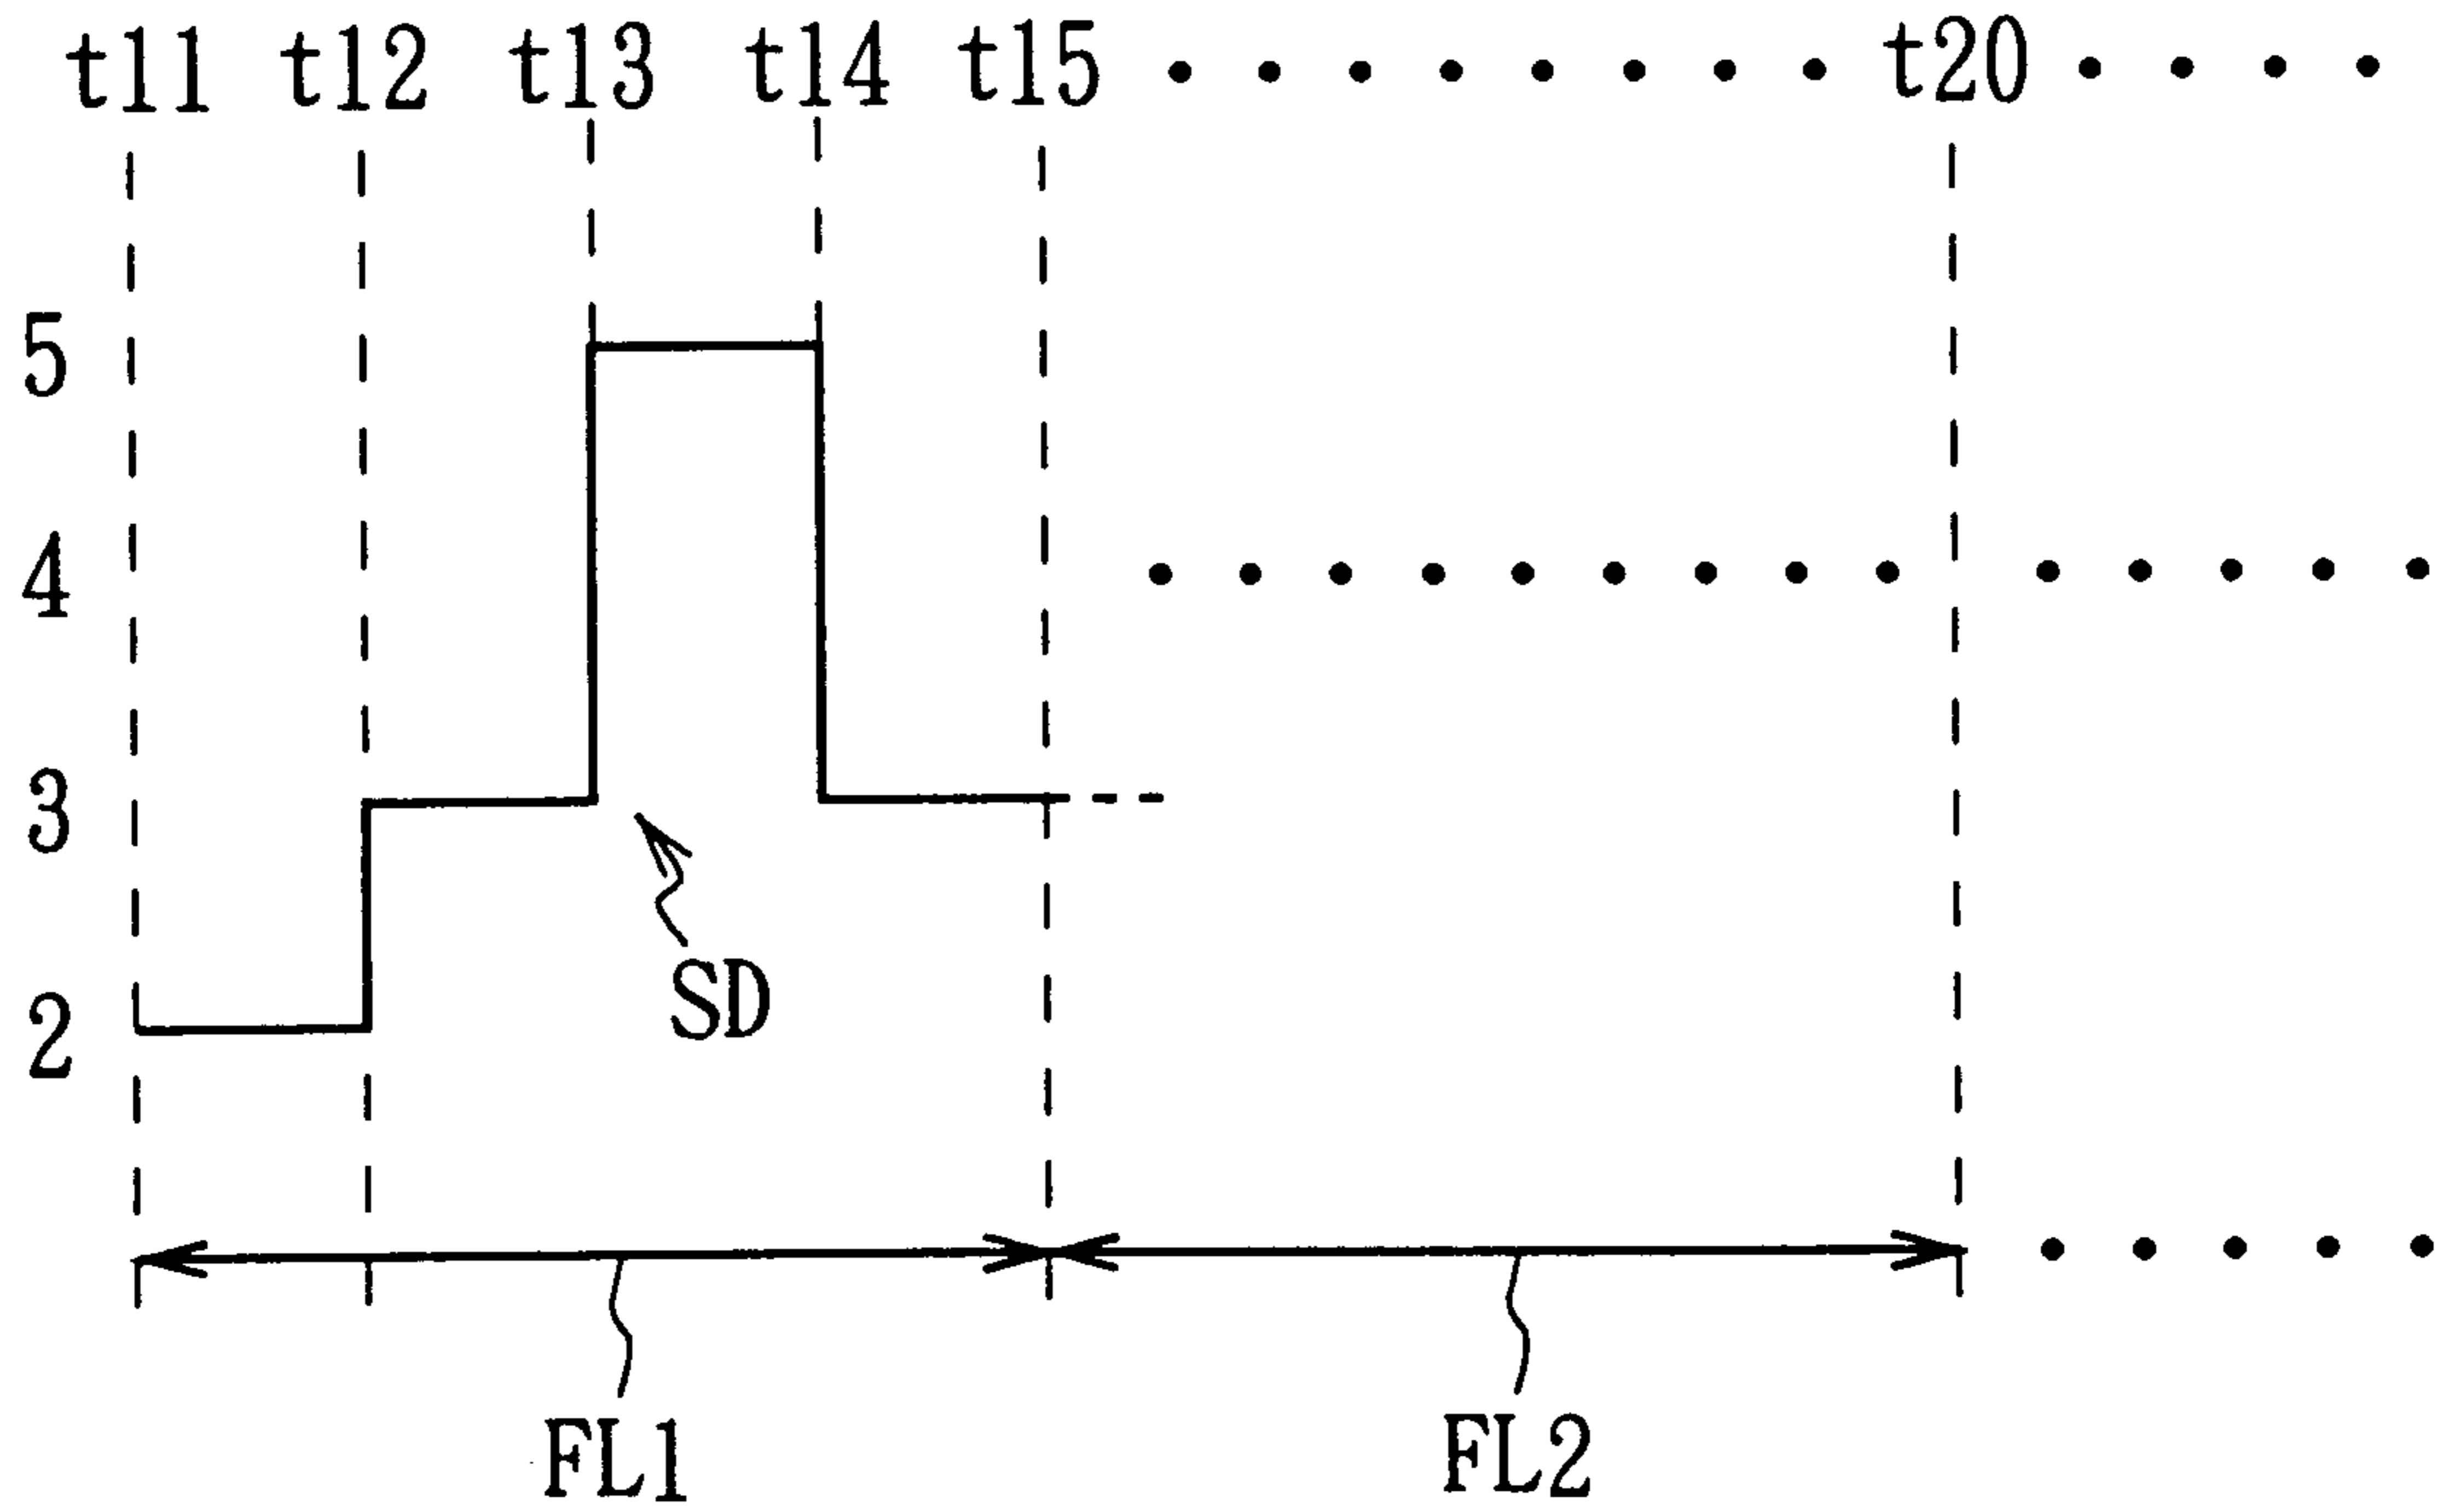 t11 t12 t13 t14 t15 . . . . . . . . t20 . . . .
5
4 . . . . . . . . . . . . . .
3
SD
2
. . . . .
FL1 FL2